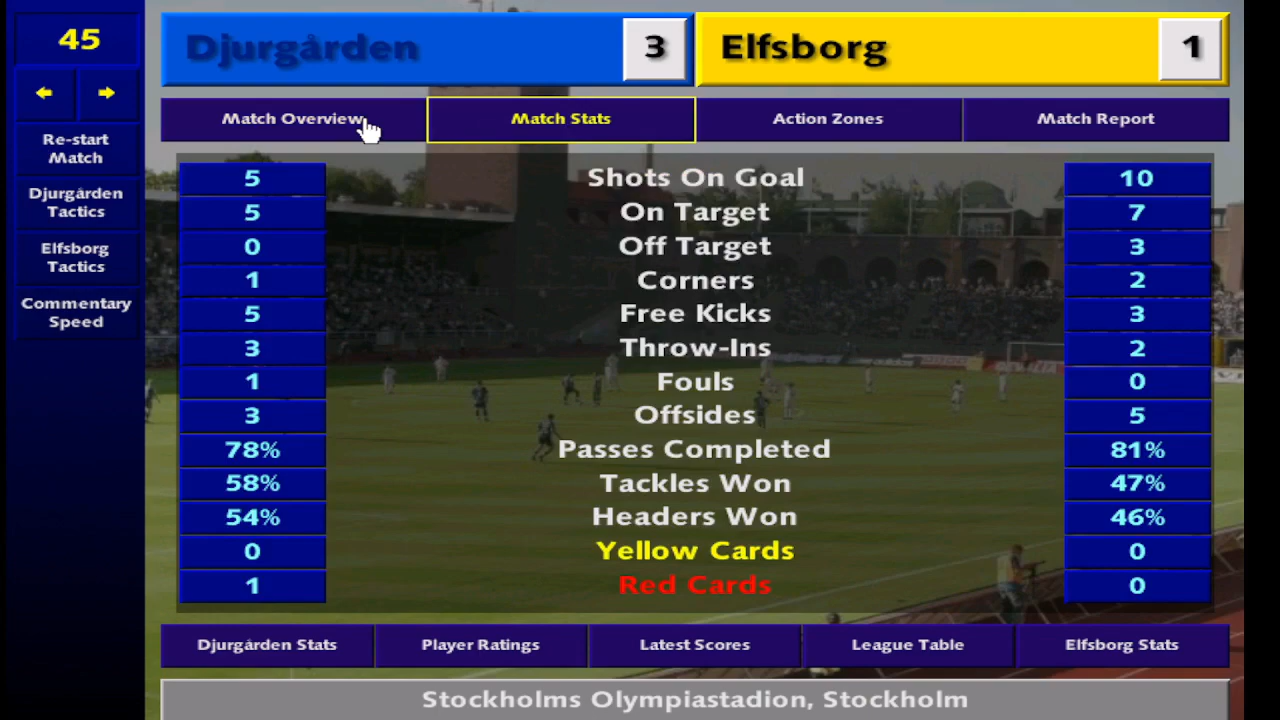 45
Djurgården 3 Elfsborg 1
Match Overview Match Stats Action Zones Match Report
Re-start
Match
Djurgården
Tactics
Elfsborg
Tactics
Commentary
Speed
5 Shots On Goal 10
5 On Target 7
0 Off Target 3
1 Corners 2
5 Free Kicks 3
3 Throw-Ins 2
1 Fouls 0
3 Offsides 5
78% Passes Completed 81%
58% Tackles Won 47%
54% Headers Won 46%
0 Yellow Cards 0
1 Red Cards 0
Djurgården Stats Player Ratings Latest Scores League Table Elfsborg Stats
Stockholms Olympiastadion, Stockholm